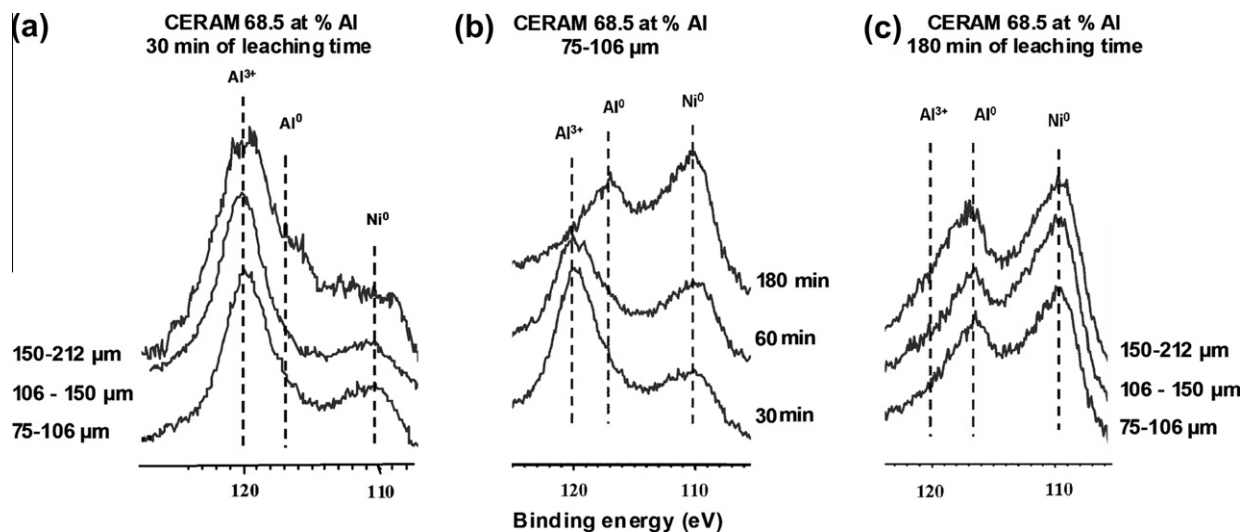 (a)
CERAM 68.5 at % Al
30 min of leaching time
Al³⁺
Al⁰
Ni⁰
150-212 µm
106 - 150 µm
75-106 µm
120
110
(b)
CERAM 68.5 at % Al
75-106 µm
Al³⁺
Al⁰
Ni⁰
180 min
60 min
30 min
120
110
Binding energy (eV)
(c)
CERAM 68.5 at % Al
180 min of leaching time
Al³⁺
Al⁰
Ni⁰
150-212 µm
106 - 150 µm
75-106 µm
120
110